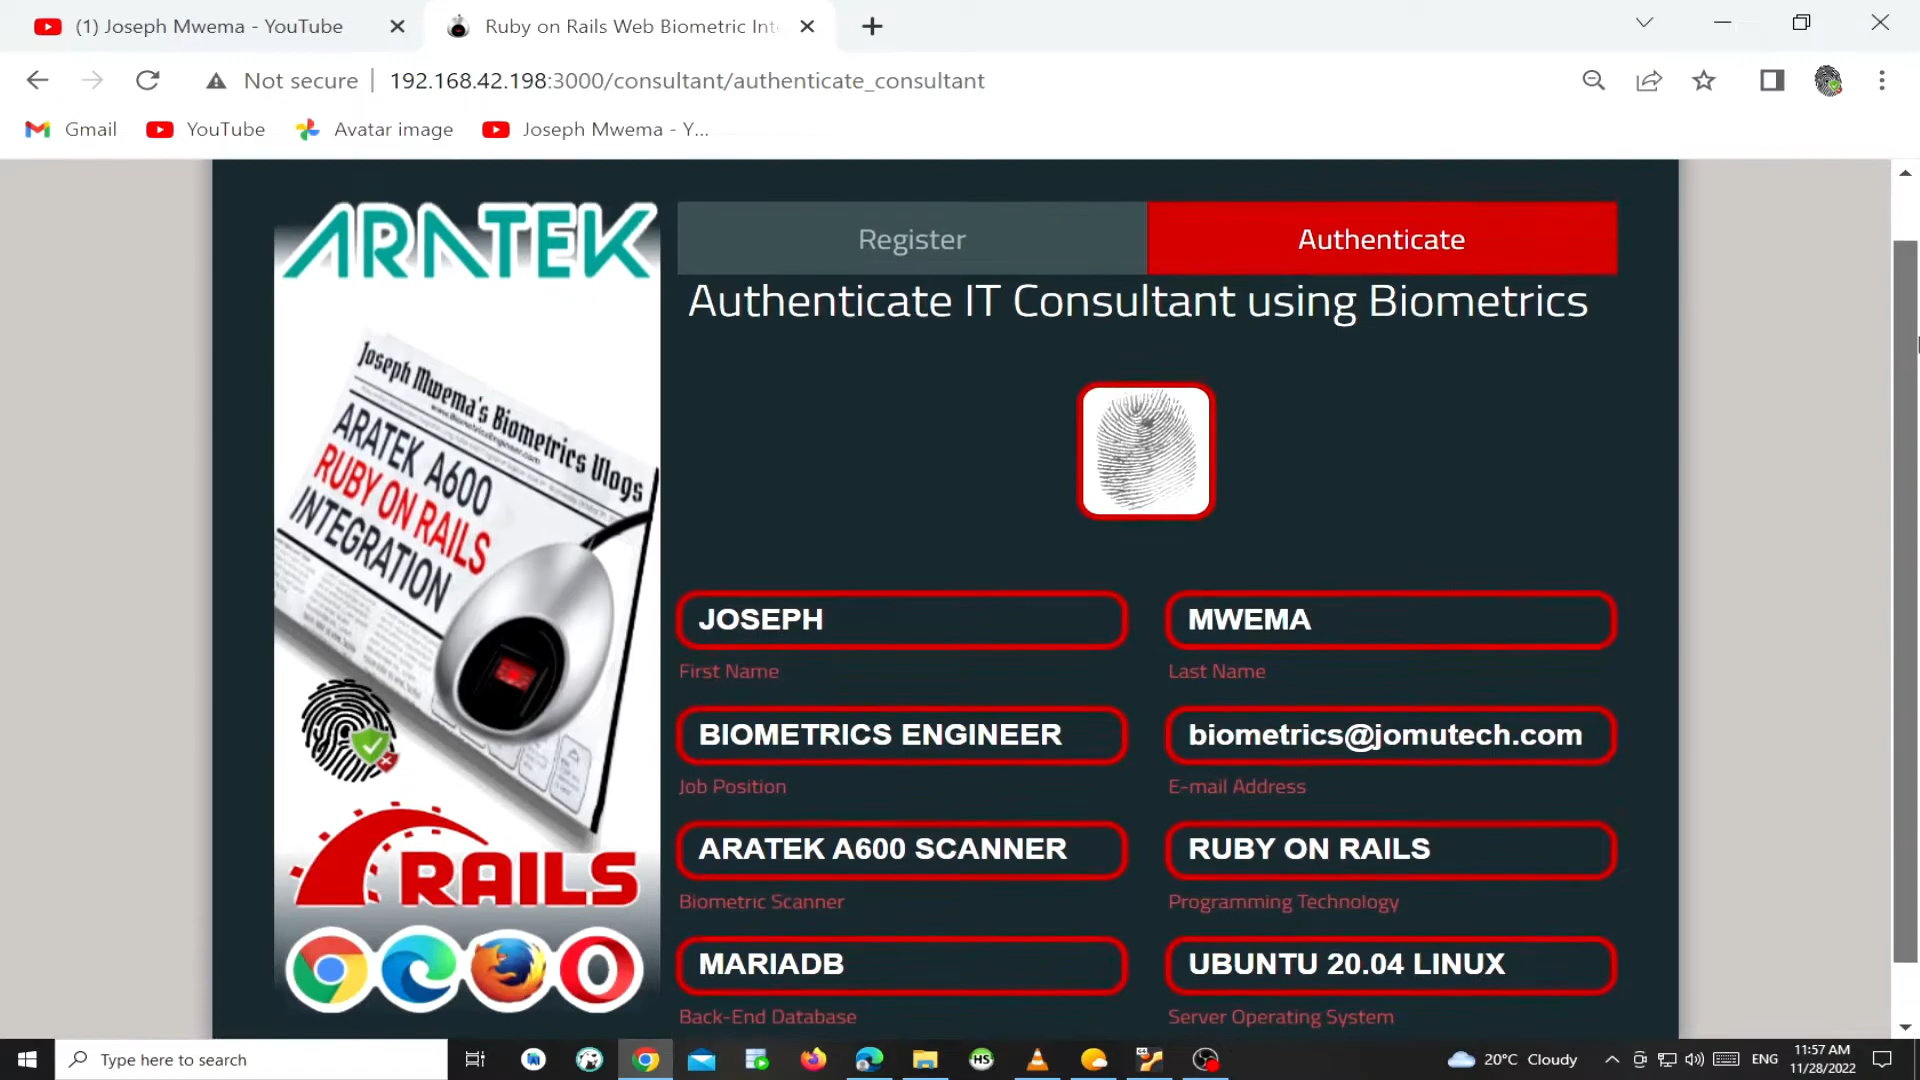 (1) Joseph Mwema - YouTube
Ruby on Rails Web Biometric Int
Not secure
192.168.42.198:3000/consultant/authenticate_consultant
Gmail
YouTube
Avatar image
Joseph Mwema - Y...
ARATEK
Register
Authenticate
Authenticate IT Consultant using Biometrics
Joseph Mwema's Biometrics Vlogs
ARATEK A600
RUBY ON RAILS
INTEGRATION
RAILS
JOSEPH
MWEMA
First Name
Last Name
BIOMETRICS ENGINEER
biometrics@jomutech.com
Job Position
E-mail Address
ARATEK A600 SCANNER
RUBY ON RAILS
Biometric Scanner
Programming Technology
MARIADB
UBUNTU 20.04 LINUX
Back-End Database
Server Operating System
Type here to search
HS
20°C Cloudy
ENG
11:57 AM
11/28/2022